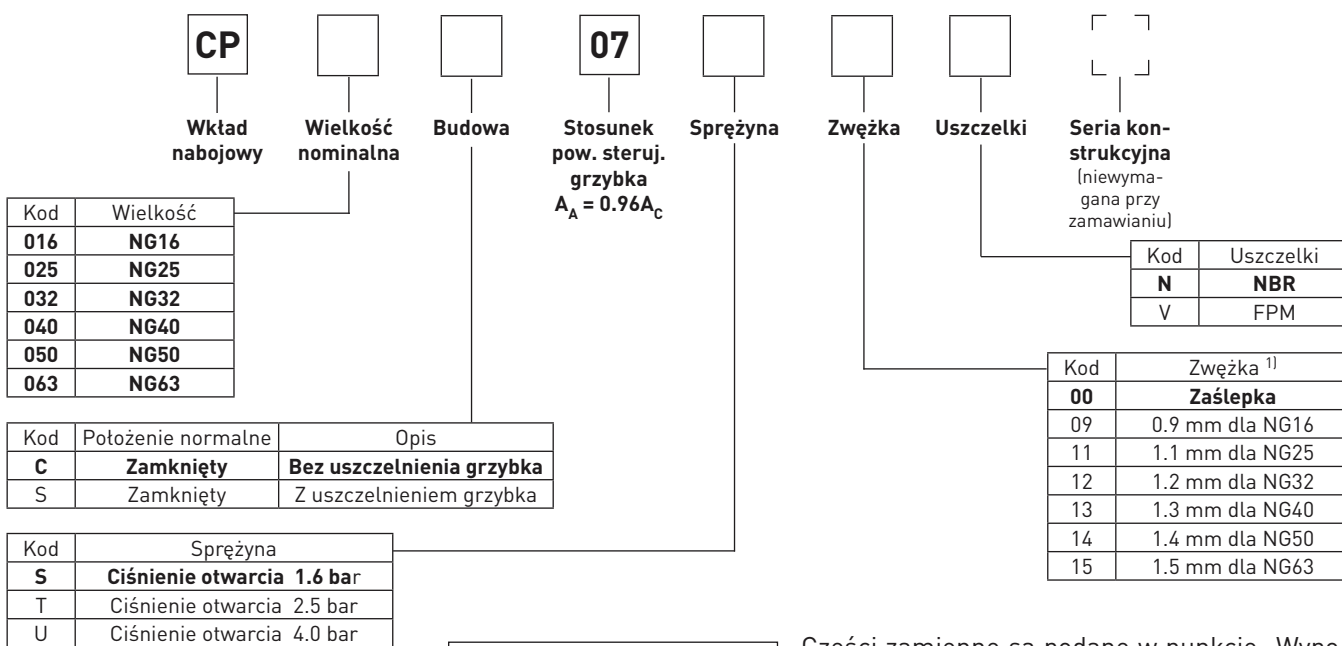 CP 07
Wkład nabojowy
Wielkość nominalna
Budowa
Stosunek pow. steruj. grzybka
A_A = 0.96A_C
Sprężyna
Zwężka
Uszczelki
Seria kon-
strukcyjna
(niewyma-
gana przy
zamawianiu)
Kod Wielkość
016 NG16
025 NG25
032 NG32
040 NG40
050 NG50
063 NG63
Kod Uszczelki
N NBR
V FPM
Kod Zwężka 1)
00 Zaślepka
09 0.9 mm dla NG16
11 1.1 mm dla NG25
12 1.2 mm dla NG32
13 1.3 mm dla NG40
14 1.4 mm dla NG50
15 1.5 mm dla NG63
Kod Położenie normalne Opis
C Zamknięty Bez uszczelnienia grzybka
S Zamknięty Z uszczelnieniem grzybka
Kod Sprężyna
S Ciśnienie otwarcia 1.6 bar
T Ciśnienie otwarcia 2.5 bar
U Ciśnienie otwarcia 4.0 bar
Części zamienne są podane w punkcie